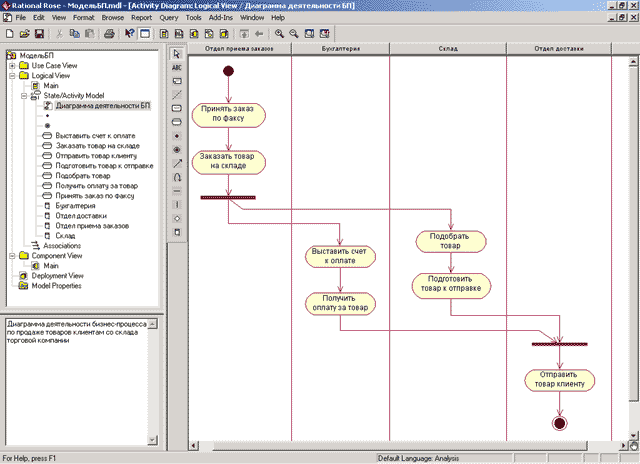 Rational Rose - МодельБП.mdl - [Activity Diagram: Logical View / Диаграмма деятельности БП]
File Edit View Format Browse Report Query Tools Add-Ins Window Help
МодельБП
Use Case View
Logical View
Main
State/Activity Model
Диаграмма деятельности БП
Выставить счет к оплате
Заказать товар на складе
Отправить товар клиенту
Подготовить товар к отправке
Подобрать товар
Получить оплату за товар
Принять заказ по факсу
Бухгалтерия
Отдел доставки
Отдел приема заказов
Склад
Associations
Component View
Main
Deployment View
Model Properties
Диаграмма деятельности бизнес-процесса
по продаже товаров клиентам со склада
торговой компании
ABC
Отдел приема заказов
Бухгалтерия
Склад
Отдел доставки
Принять заказ
по факсу
Заказать товар
на складе
Выставить счет
к оплате
Подобрать
товар
Получить
оплату за товар
Подготовить
товар к отправке
Отправить
товар клиенту
For Help, press F1
Default Language: Analysis